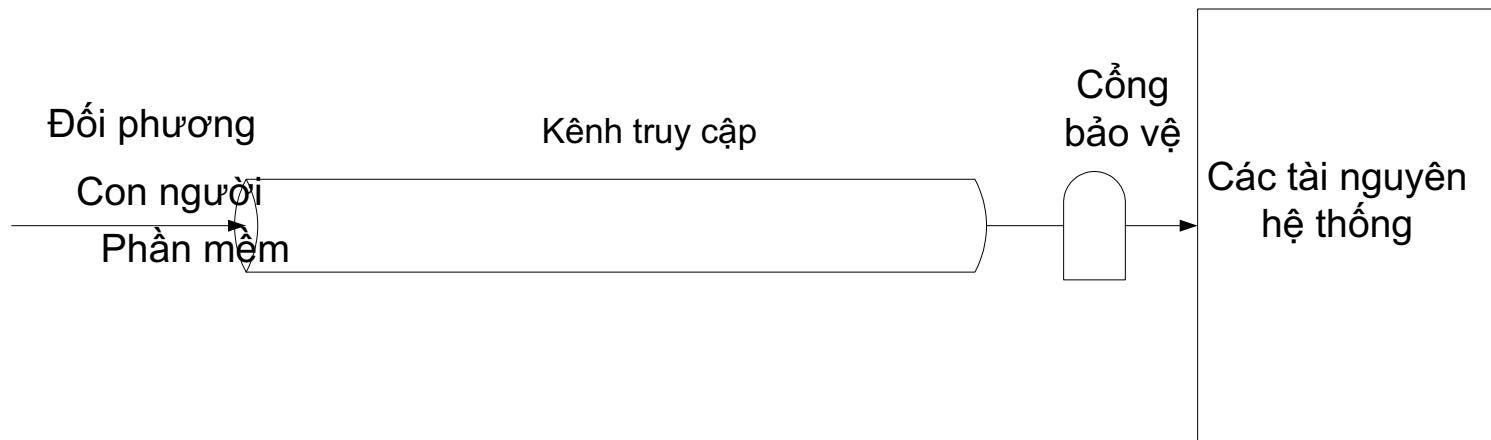 Đối phương
Con người
Phần mềm
Kênh truy cập
Cổng
bảo vệ
Các tài nguyên
hệ thống